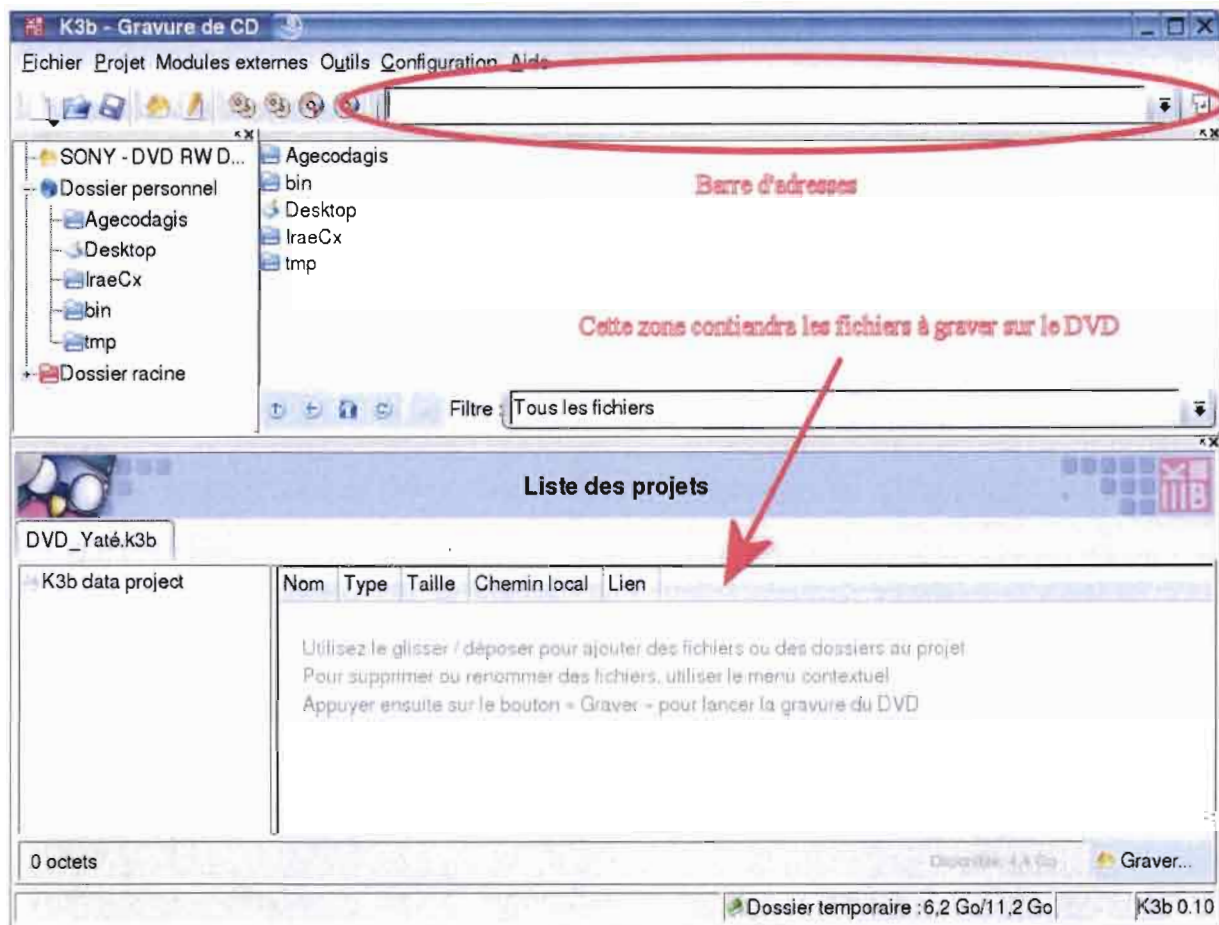 K3b - Gravure de CD
Fichier Projet Modules externes Outils Configuration Aide
SONY - DVD RW D...
Dossier personnel
Agecodagis
Desktop
IraeCx
bin
tmp
Dossier racine
Agecodagis
bin
Desktop
IraeCx
tmp
Barre d'adresses
Cette zone contiendra les fichiers à graver sur le DVD
Filtre : Tous les fichiers
Liste des projets
DVD_Yaté.k3b
K3b data project
Nom Type Taille Chemin local Lien
Utilisez le glisser / déposer pour ajouter des fichiers ou des dossiers au projet
Pour supprimer ou renommer des fichiers, utiliser le menu contextuel
Appuyer ensuite sur le bouton « Graver » pour lancer la gravure du DVD
0 octets
Disponible: 4,4 Go
Graver...
Dossier temporaire : 6,2 Go/11,2 Go
K3b 0.10